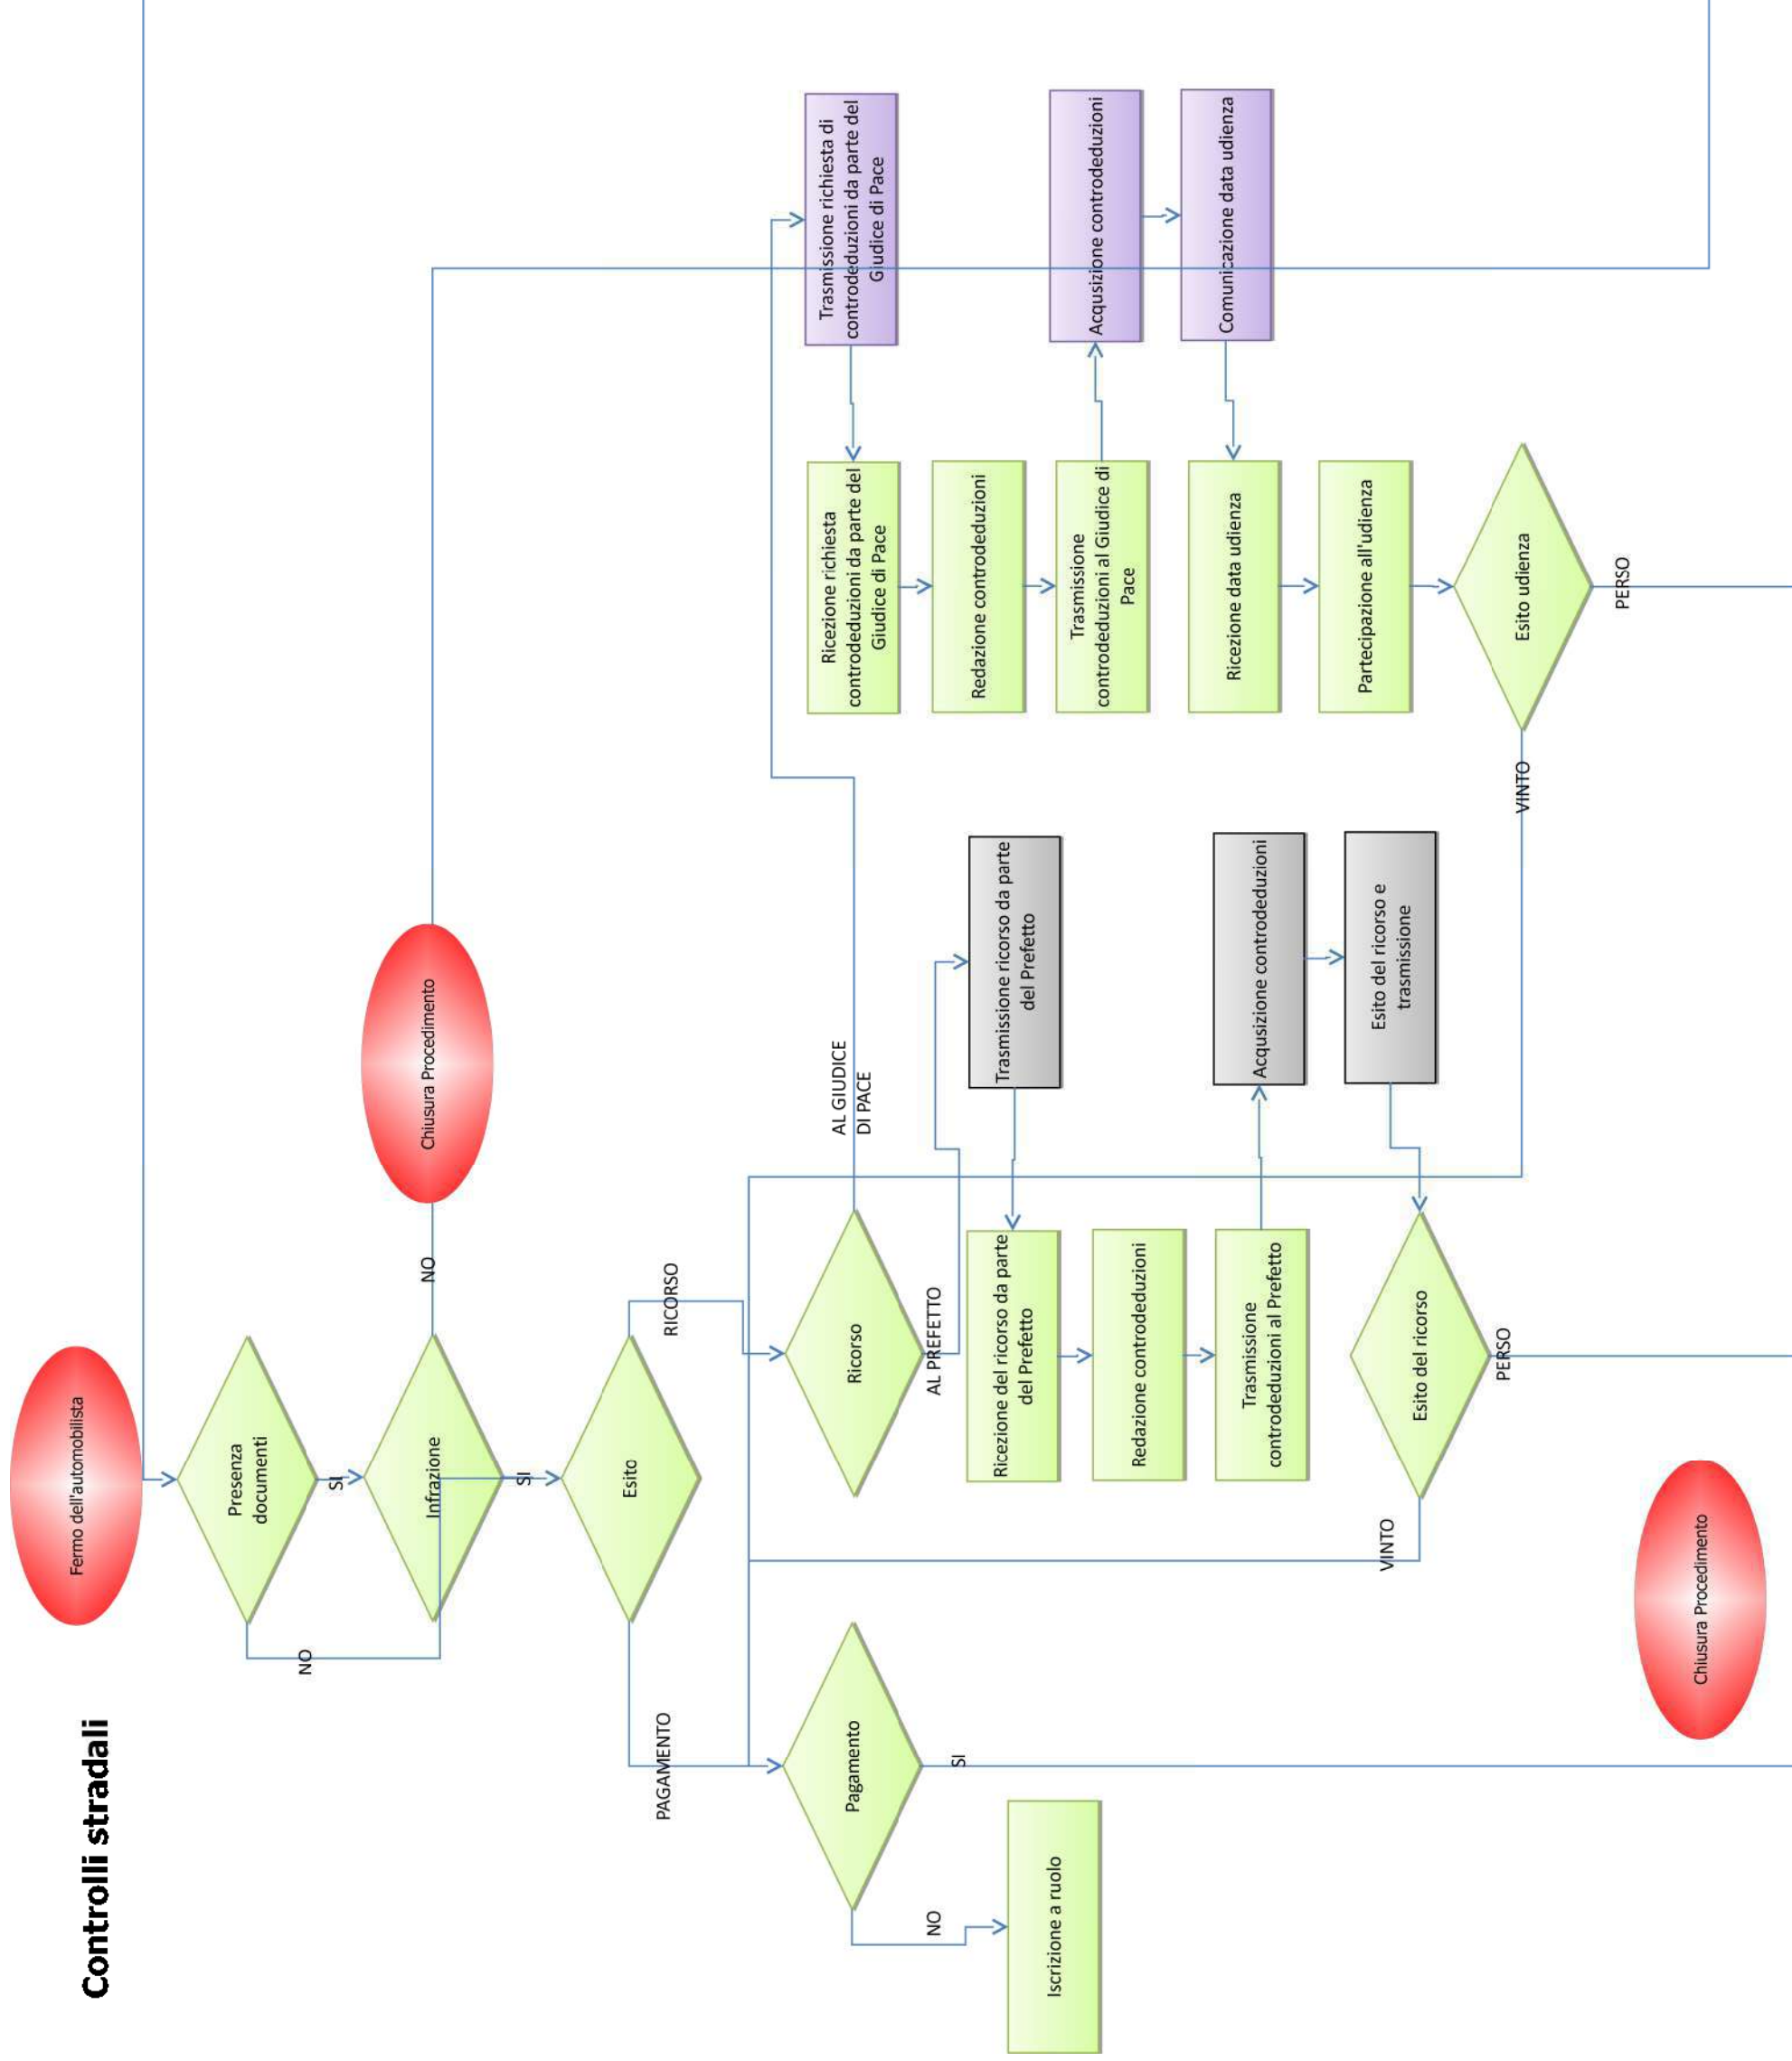 Controlli stradali
Fermo dell'automobilista
Presenza
documenti
NO
SI
Infrazione
NO
Chiusura Procedimento
SI
Esito
PAGAMENTO
RICORSO
Pagamento
NO
SI
Iscrizione a ruolo
Ricorso
AL GIUDICE
DI PACE
AL PREFETTO
Trasmissione ricorso da parte
del Prefetto
Ricezione del ricorso da parte
del Prefetto
Redazione controdeduzioni
Trasmissione
controdeduzioni al Prefetto
Acqusizione controdeduzioni
Esito del ricorso e
trasmissione
Esito del ricorso
VINTO
PERSO
Trasmissione richiesta di
controdeduzioni da parte del
Giudice di Pace
Ricezione richiesta
controdeduzioni da parte del
Giudice di Pace
Redazione controdeduzioni
Trasmissione
controdeduzioni al Giudice di
Pace
Acqusizione controdeduzioni
Comunicazione data udienza
Ricezione data udienza
Partecipazione all'udienza
Esito udienza
VINTO
PERSO
Chiusura Procedimento